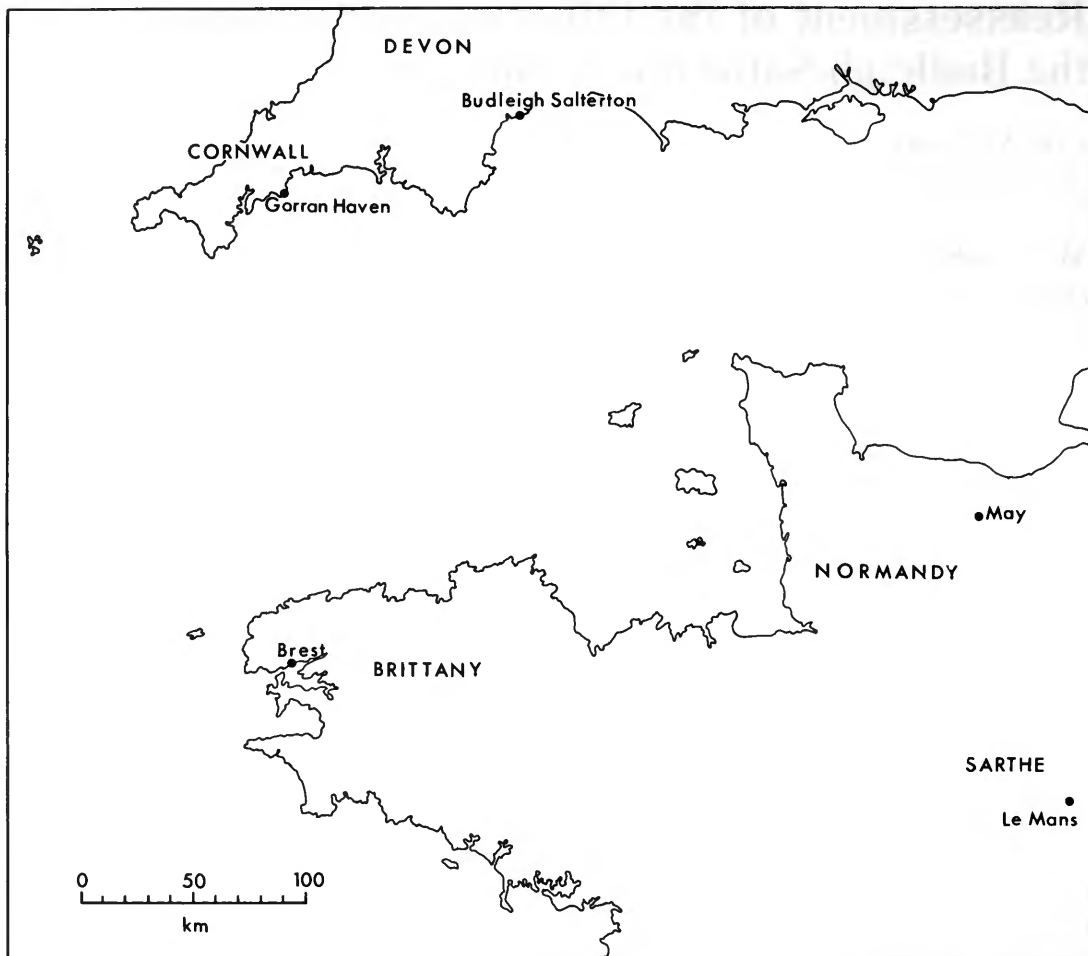 DEVON
Budleigh Salterton
CORNWALL
Gorran Haven
May
NORMANDY
Brest
BRITTANY
SARTHE
Le Mans
0 50 100
km